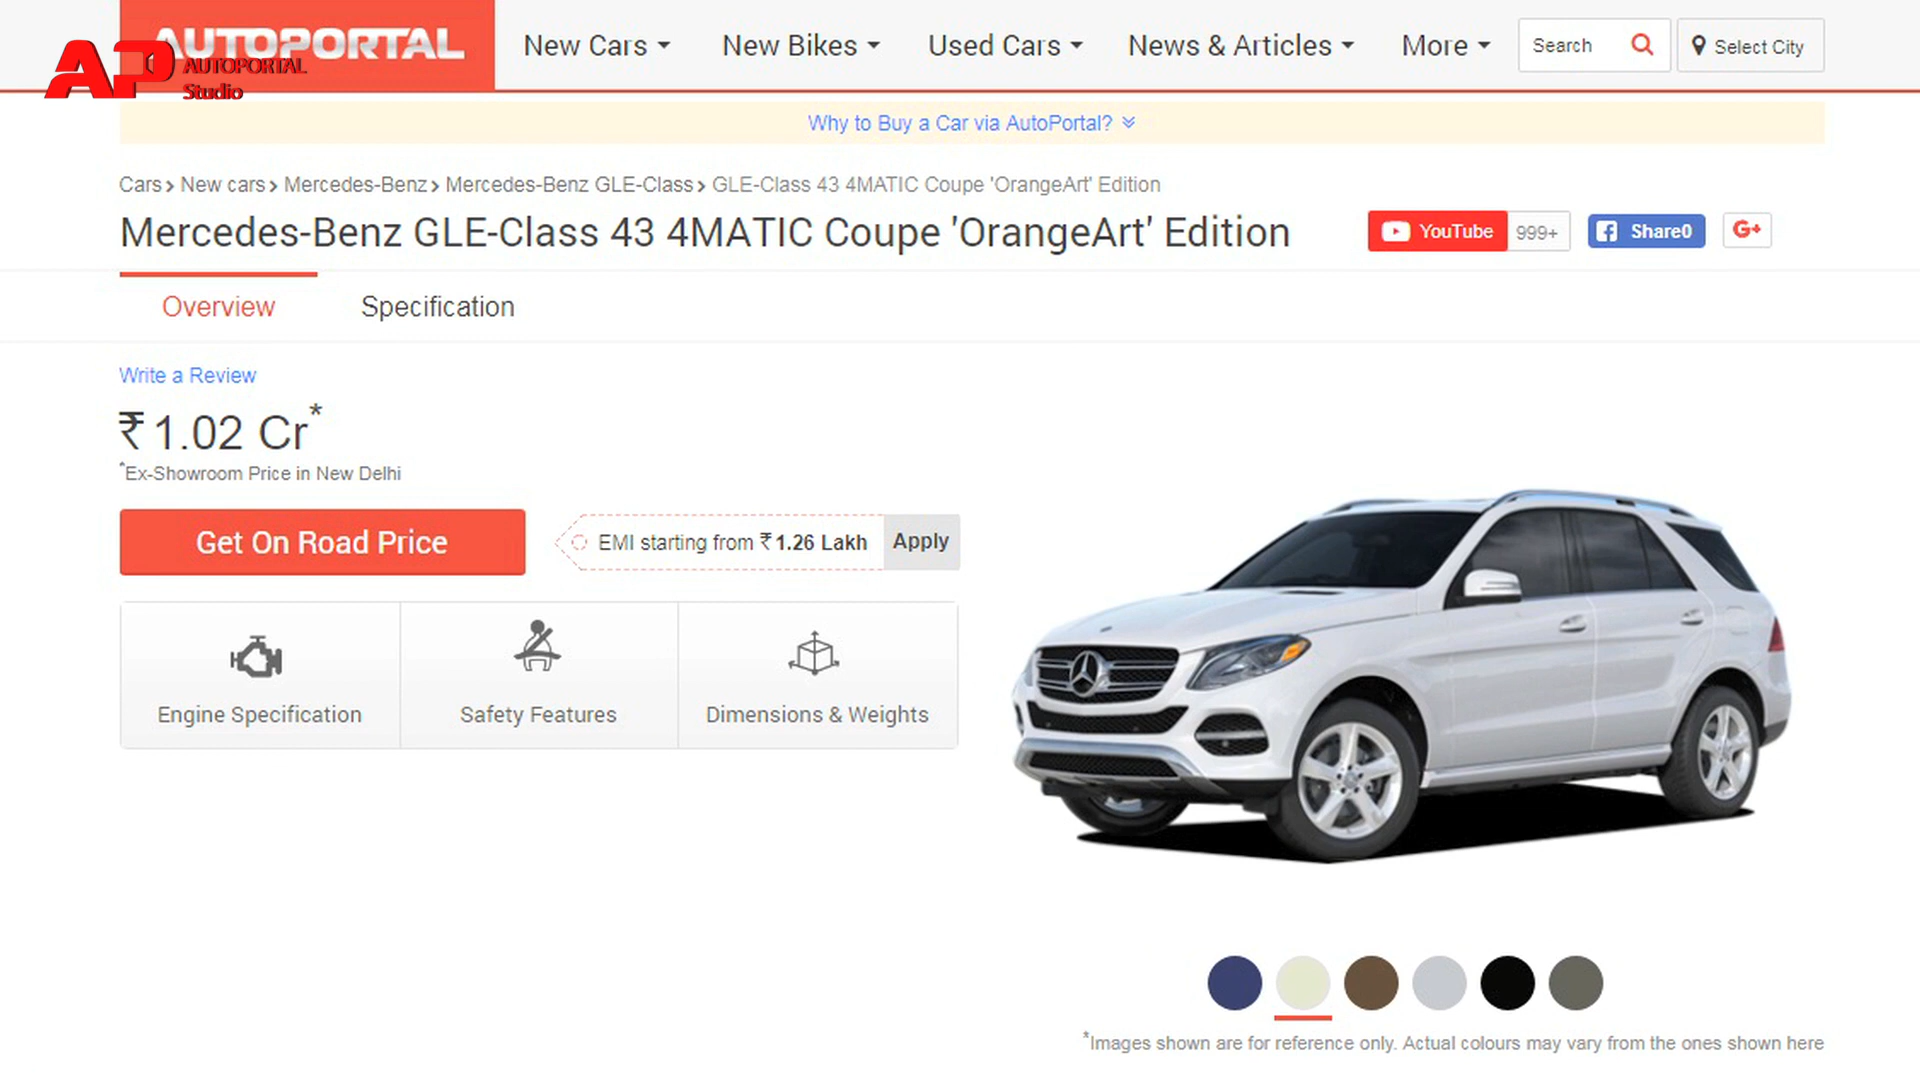 AUTOPORTAL
AUTOPORTAL
Studio
New Cars
New Bikes
Used Cars
News & Articles
More
Search
Select City
Why to Buy a Car via AutoPortal?
Cars > New cars > Mercedes-Benz > Mercedes-Benz GLE-Class > GLE-Class 43 4MATIC Coupe 'OrangeArt' Edition
Mercedes-Benz GLE-Class 43 4MATIC Coupe 'OrangeArt' Edition
YouTube 999+
Share0
G+
Overview
Specification
Write a Review
₹ 1.02 Cr*
*Ex-Showroom Price in New Delhi
Get On Road Price
EMI starting from ₹ 1.26 Lakh
Apply
Engine Specification
Safety Features
Dimensions & Weights
*Images shown are for reference only. Actual colours may vary from the ones shown here